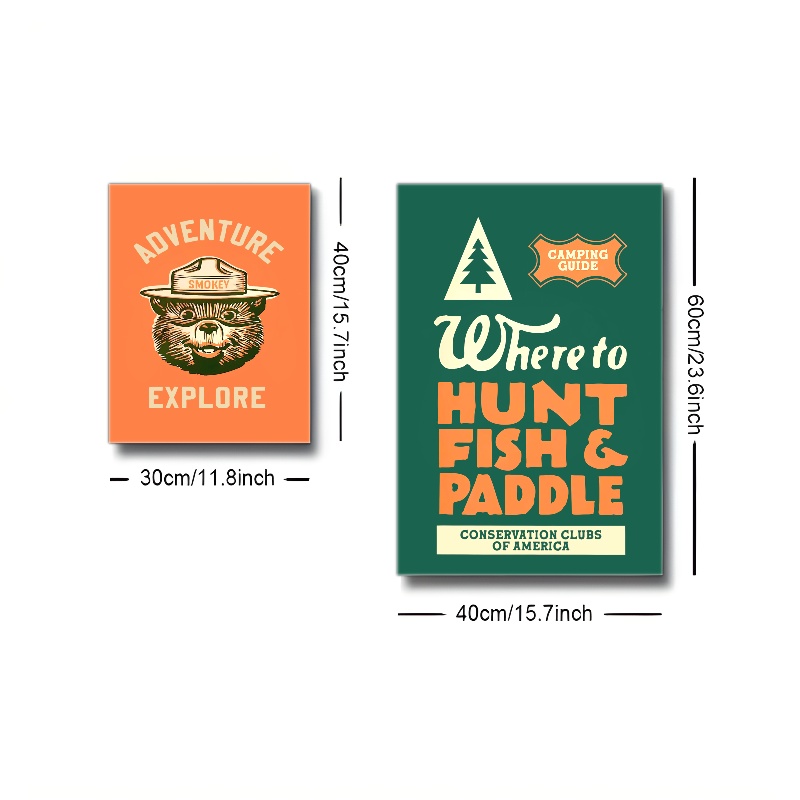 ADVENTURE
SMOKEY
EXPLORE
40cm/15.7inch
30cm/11.8inch
CAMPING
GUIDE
Where to
HUNT
FISH &
PADDLE
CONSERVATION CLUBS
OF AMERICA
60cm/23.6inch
40cm/15.7inch